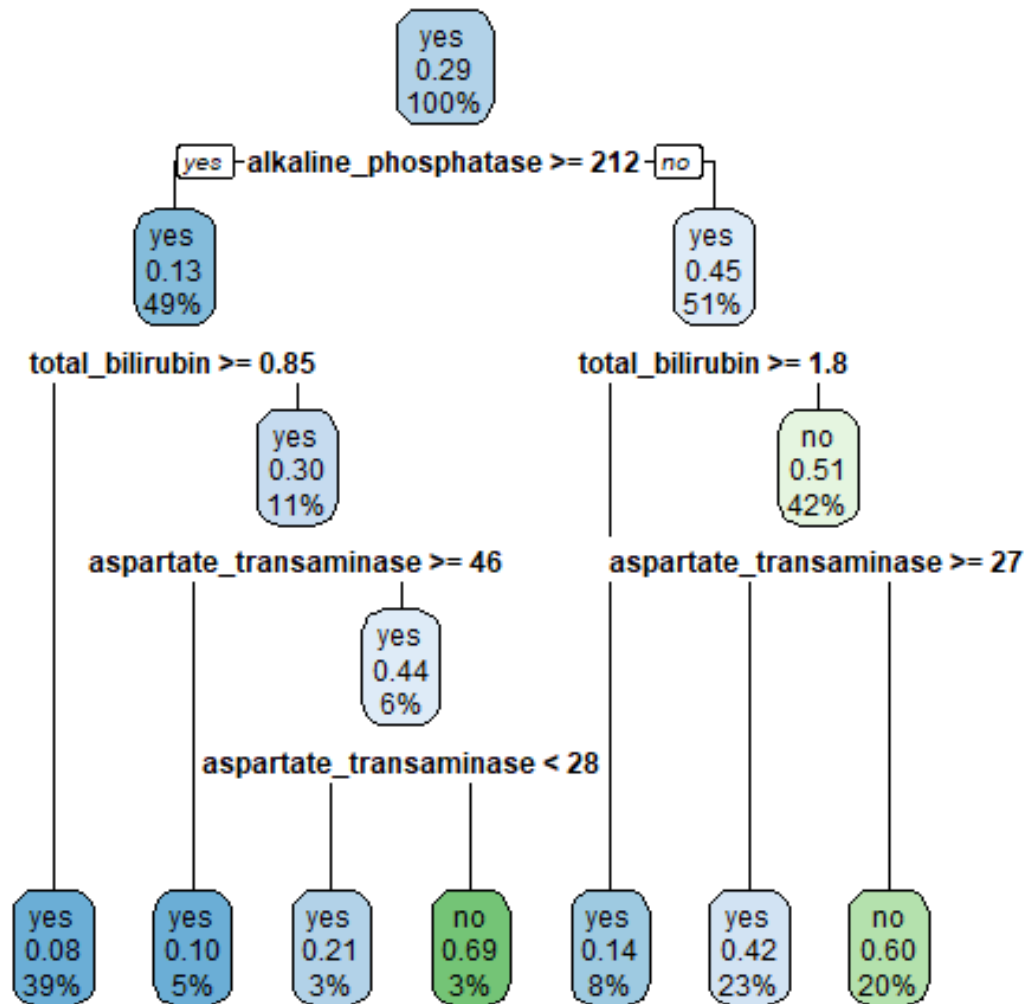 yes
0.29
100%
yes alkaline_phosphatase >= 212 no
yes
0.13
49%
yes
0.45
51%
total_bilirubin >= 0.85
total_bilirubin >= 1.8
yes
0.30
11%
no
0.51
42%
aspartate_transaminase >= 46
aspartate_transaminase >= 27
yes
0.44
6%
aspartate_transaminase < 28
yes
0.08
39%
yes
0.10
5%
yes
0.21
3%
no
0.69
3%
yes
0.14
8%
yes
0.42
23%
no
0.60
20%